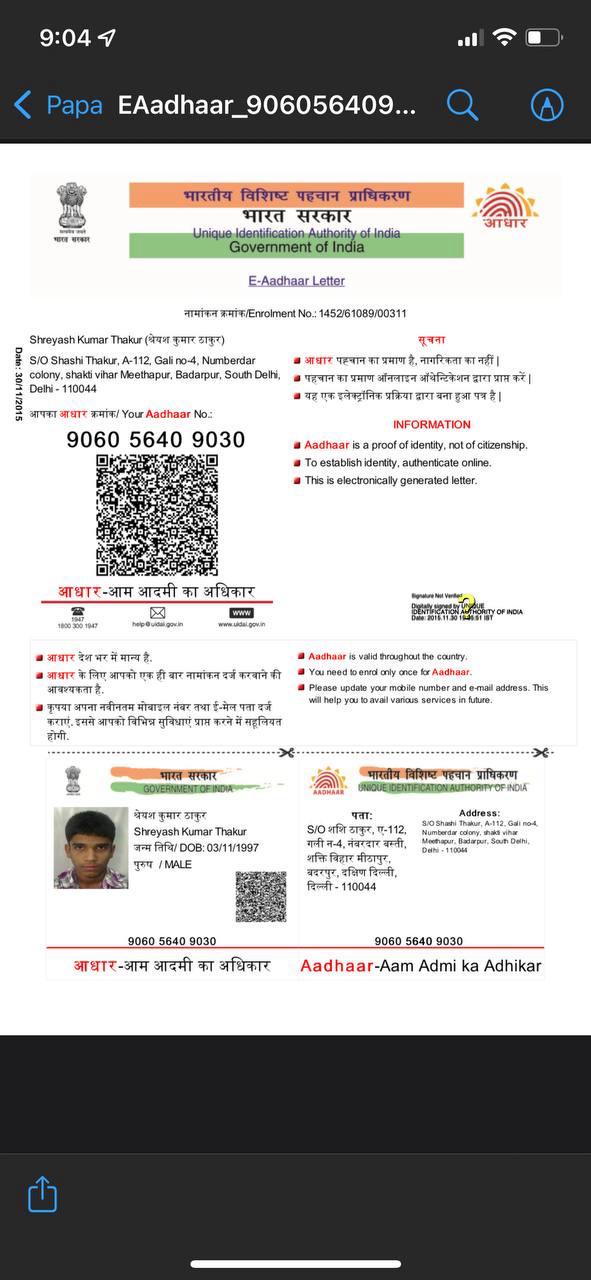 9:04
Papa EAadhaar_906056409...
भारतीय विशिष्ट पहचान प्राधिकरण
भारत सरकार
Unique Identification Authority of India
Government of India
भारत सरकार
आधार
E-Aadhaar Letter
नामांकन क्रमांक/Enrolment No.: 1452/61089/00311
Date: 30/11/2015
Shreyash Kumar Thakur (श्रेयश कुमार ठाकुर)
S/O Shashi Thakur, A-112, Gali no-4, Numberdar
colony, shakti vihar Meethapur, Badarpur, South Delhi,
Delhi - 110044
आपका आधार क्रमांक/ Your Aadhaar No.:
9060 5640 9030
आधार-आम आदमी का अधिकार
1947
1800 300 1947
help@uidai.gov.in
www
www.uidai.gov.in
सूचना
आधार पहचान का प्रमाण है, नागरिकता का नहीं |
पहचान का प्रमाण ऑनलाइन ऑथेन्टिकेशन द्वारा प्राप्त करें |
यह एक इलेक्ट्रॉनिक प्रक्रिया द्वारा बना हुआ पत्र है |
INFORMATION
Aadhaar is a proof of identity, not of citizenship.
To establish identity, authenticate online.
This is electronically generated letter.
Signature Not Verified
Digitally signed by UNIQUE
IDENTIFICATION AUTHORITY OF INDIA
?
आधार देश भर में मान्य है.
आधार के लिए आपको एक ही बार नामांकन दर्ज करवाने की
आवश्यकता है.
कृपया अपना नवीनतम मोबाइल नंबर तथा ई-मेल पता दर्ज
कराएं. इससे आपको विभिन्न सुविधाएं प्राप्त करने में सहूलियत
होगी.
Aadhaar is valid throughout the country.
You need to enrol only once for Aadhaar.
Please update your mobile number and e-mail address. This
will help you to avail various services in future.
भारत सरकार
GOVERNMENT OF INDIA
श्रेयश कुमार ठाकुर
Shreyash Kumar Thakur
जन्म तिथि/ DOB: 03/11/1997
पुरुष / MALE
9060 5640 9030
आधार-आम आदमी का अधिकार
AADHAAR
भारतीय विशिष्ट पहचान प्राधिकरण
UNIQUE IDENTIFICATION AUTHORITY OF INDIA
पता:
S/O शशि ठाकुर, ए-112,
गली न-4, नंबरदार बस्ती,
शक्ति विहार मीठापुर,
बदरपुर, दक्षिण दिल्ली,
दिल्ली - 110044
Address:
S/O Shashi Thakur, A-112, Gali no-4,
Numberdar colony, shakti vihar
Meethapur, Badarpur, South Delhi,
Delhi - 110044
9060 5640 9030
Aadhaar-Aam Admi ka Adhikar